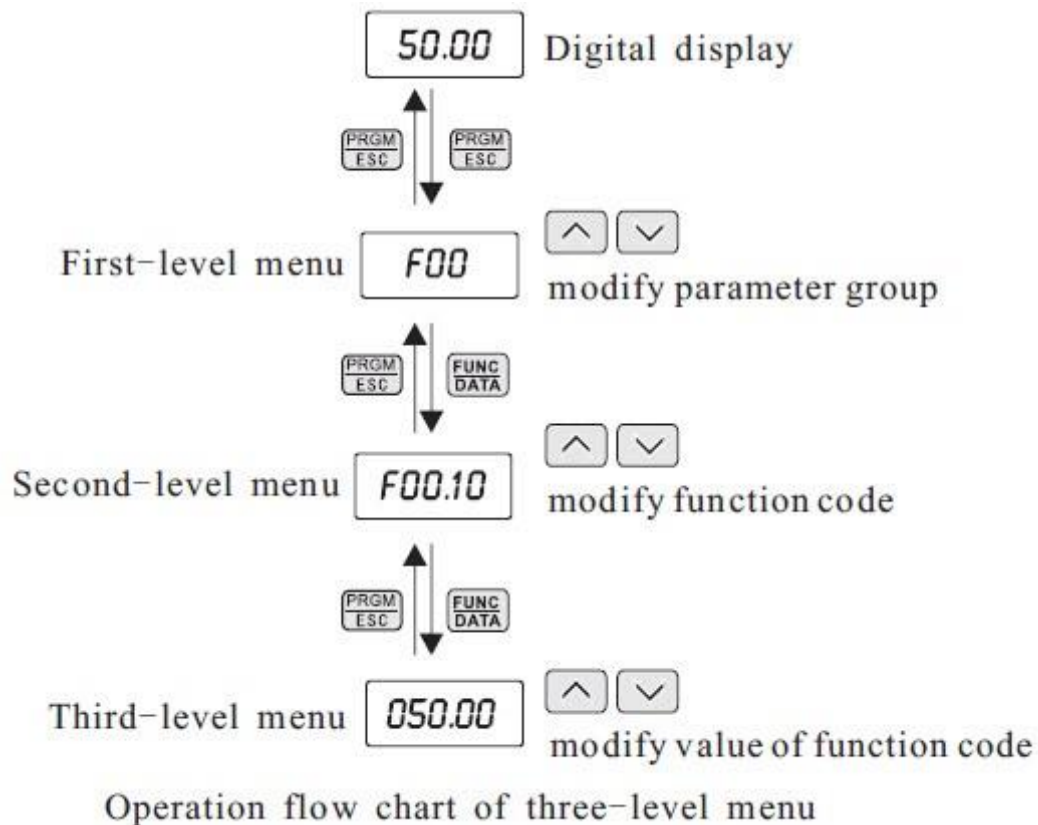 50.00 Digital display
PRGM PRGM
ESC ESC
First-level menu F00
modify parameter group
PRGM FUNC
ESC DATA
Second-level menu F00.10
modify function code
PRGM FUNC
ESC DATA
Third-level menu 050.00
modify value of function code
Operation flow chart of three-level menu